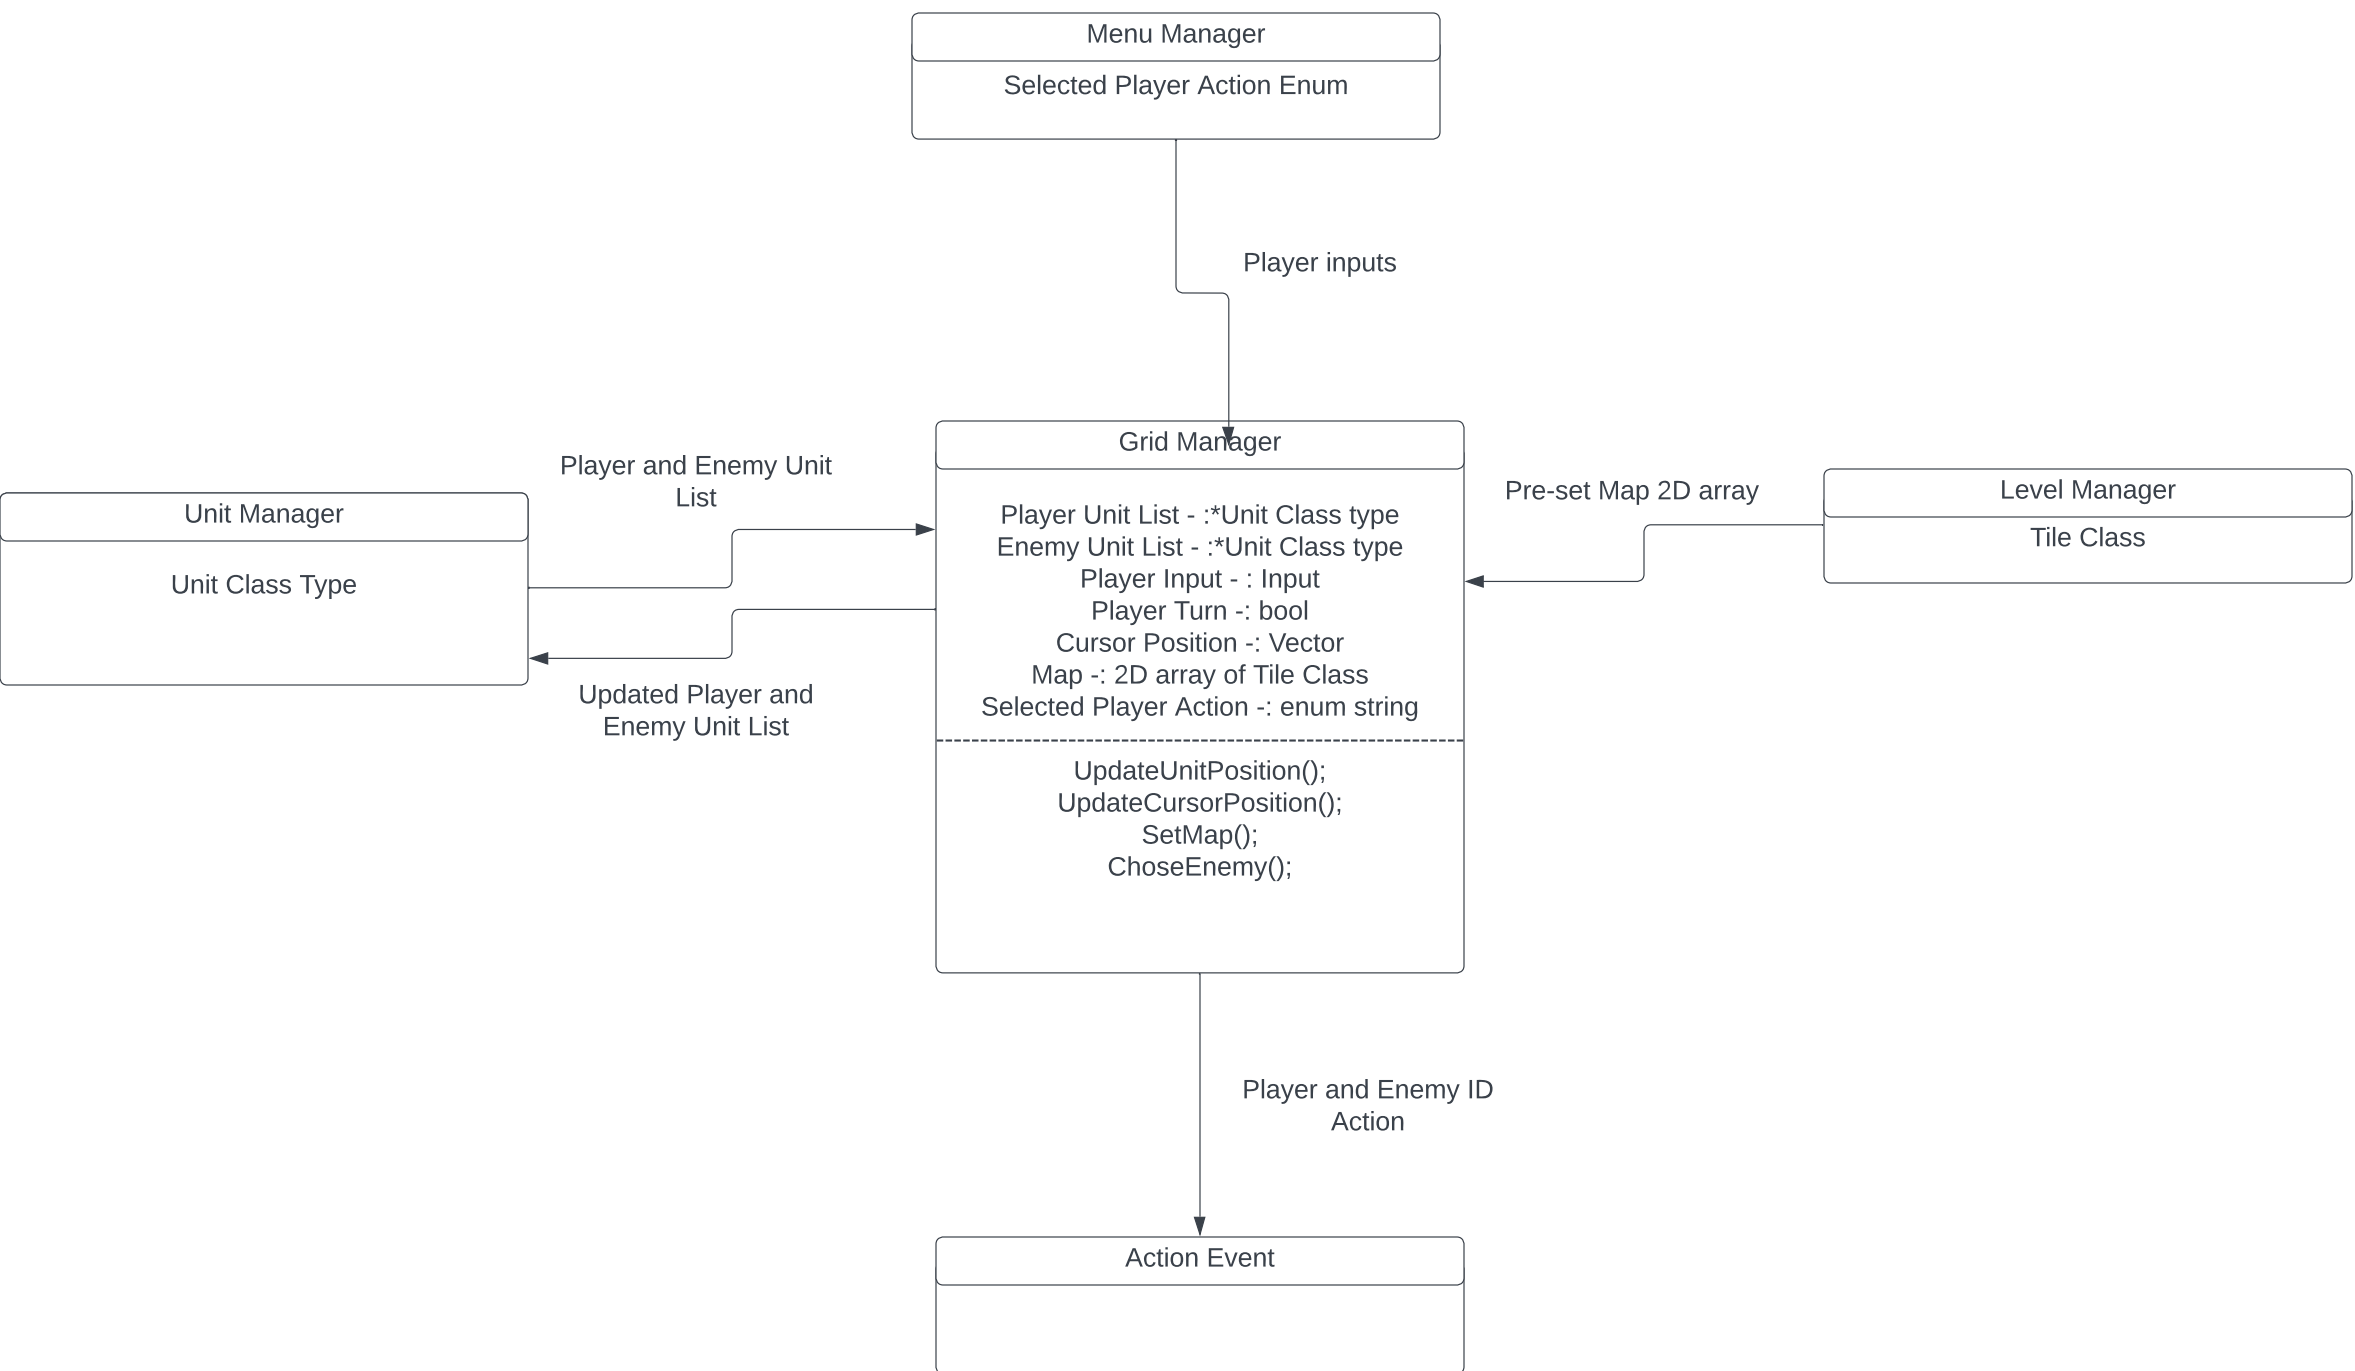 Menu Manager
Selected Player Action Enum
Player inputs
Player and Enemy Unit
List
Unit Manager
Unit Class Type
Updated Player and
Enemy Unit List
Grid Manager
Player Unit List - :*Unit Class type
Enemy Unit List - :*Unit Class type
Player Input - : Input
Player Turn -: bool
Cursor Position -: Vector
Map -: 2D array of Tile Class
Selected Player Action -: enum string
UpdateUnitPosition();
UpdateCursorPosition();
SetMap();
ChoseEnemy();
Pre-set Map 2D array
Level Manager
Tile Class
Player and Enemy ID
Action
Action Event